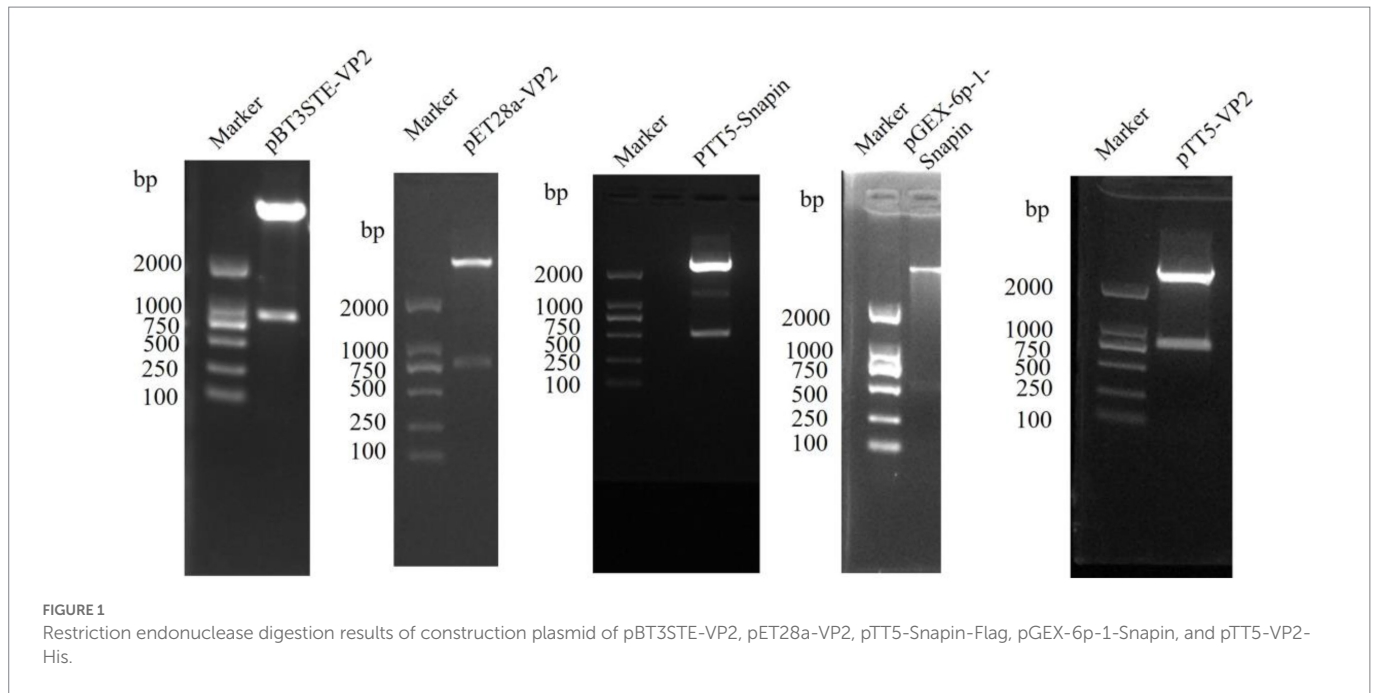 Marker
pBT3STE-VP2
bp
2000
1000
750
500
250
100
Marker
pET28a-VP2
bp
2000
1000
750
500
250
100
Marker
PTT5-Snapin
bp
2000
1000
750
500
250
100
Marker
pGEX-6p-1-
Snapin
bp
2000
1000
750
500
250
100
Marker
pTT5-VP2
bp
2000
1000
750
500
250
100
FIGURE 1
Restriction endonuclease digestion results of construction plasmid of pBT3STE-VP2, pET28a-VP2, pTT5-Snapin-Flag, pGEX-6p-1-Snapin, and pTT5-VP2-
His.